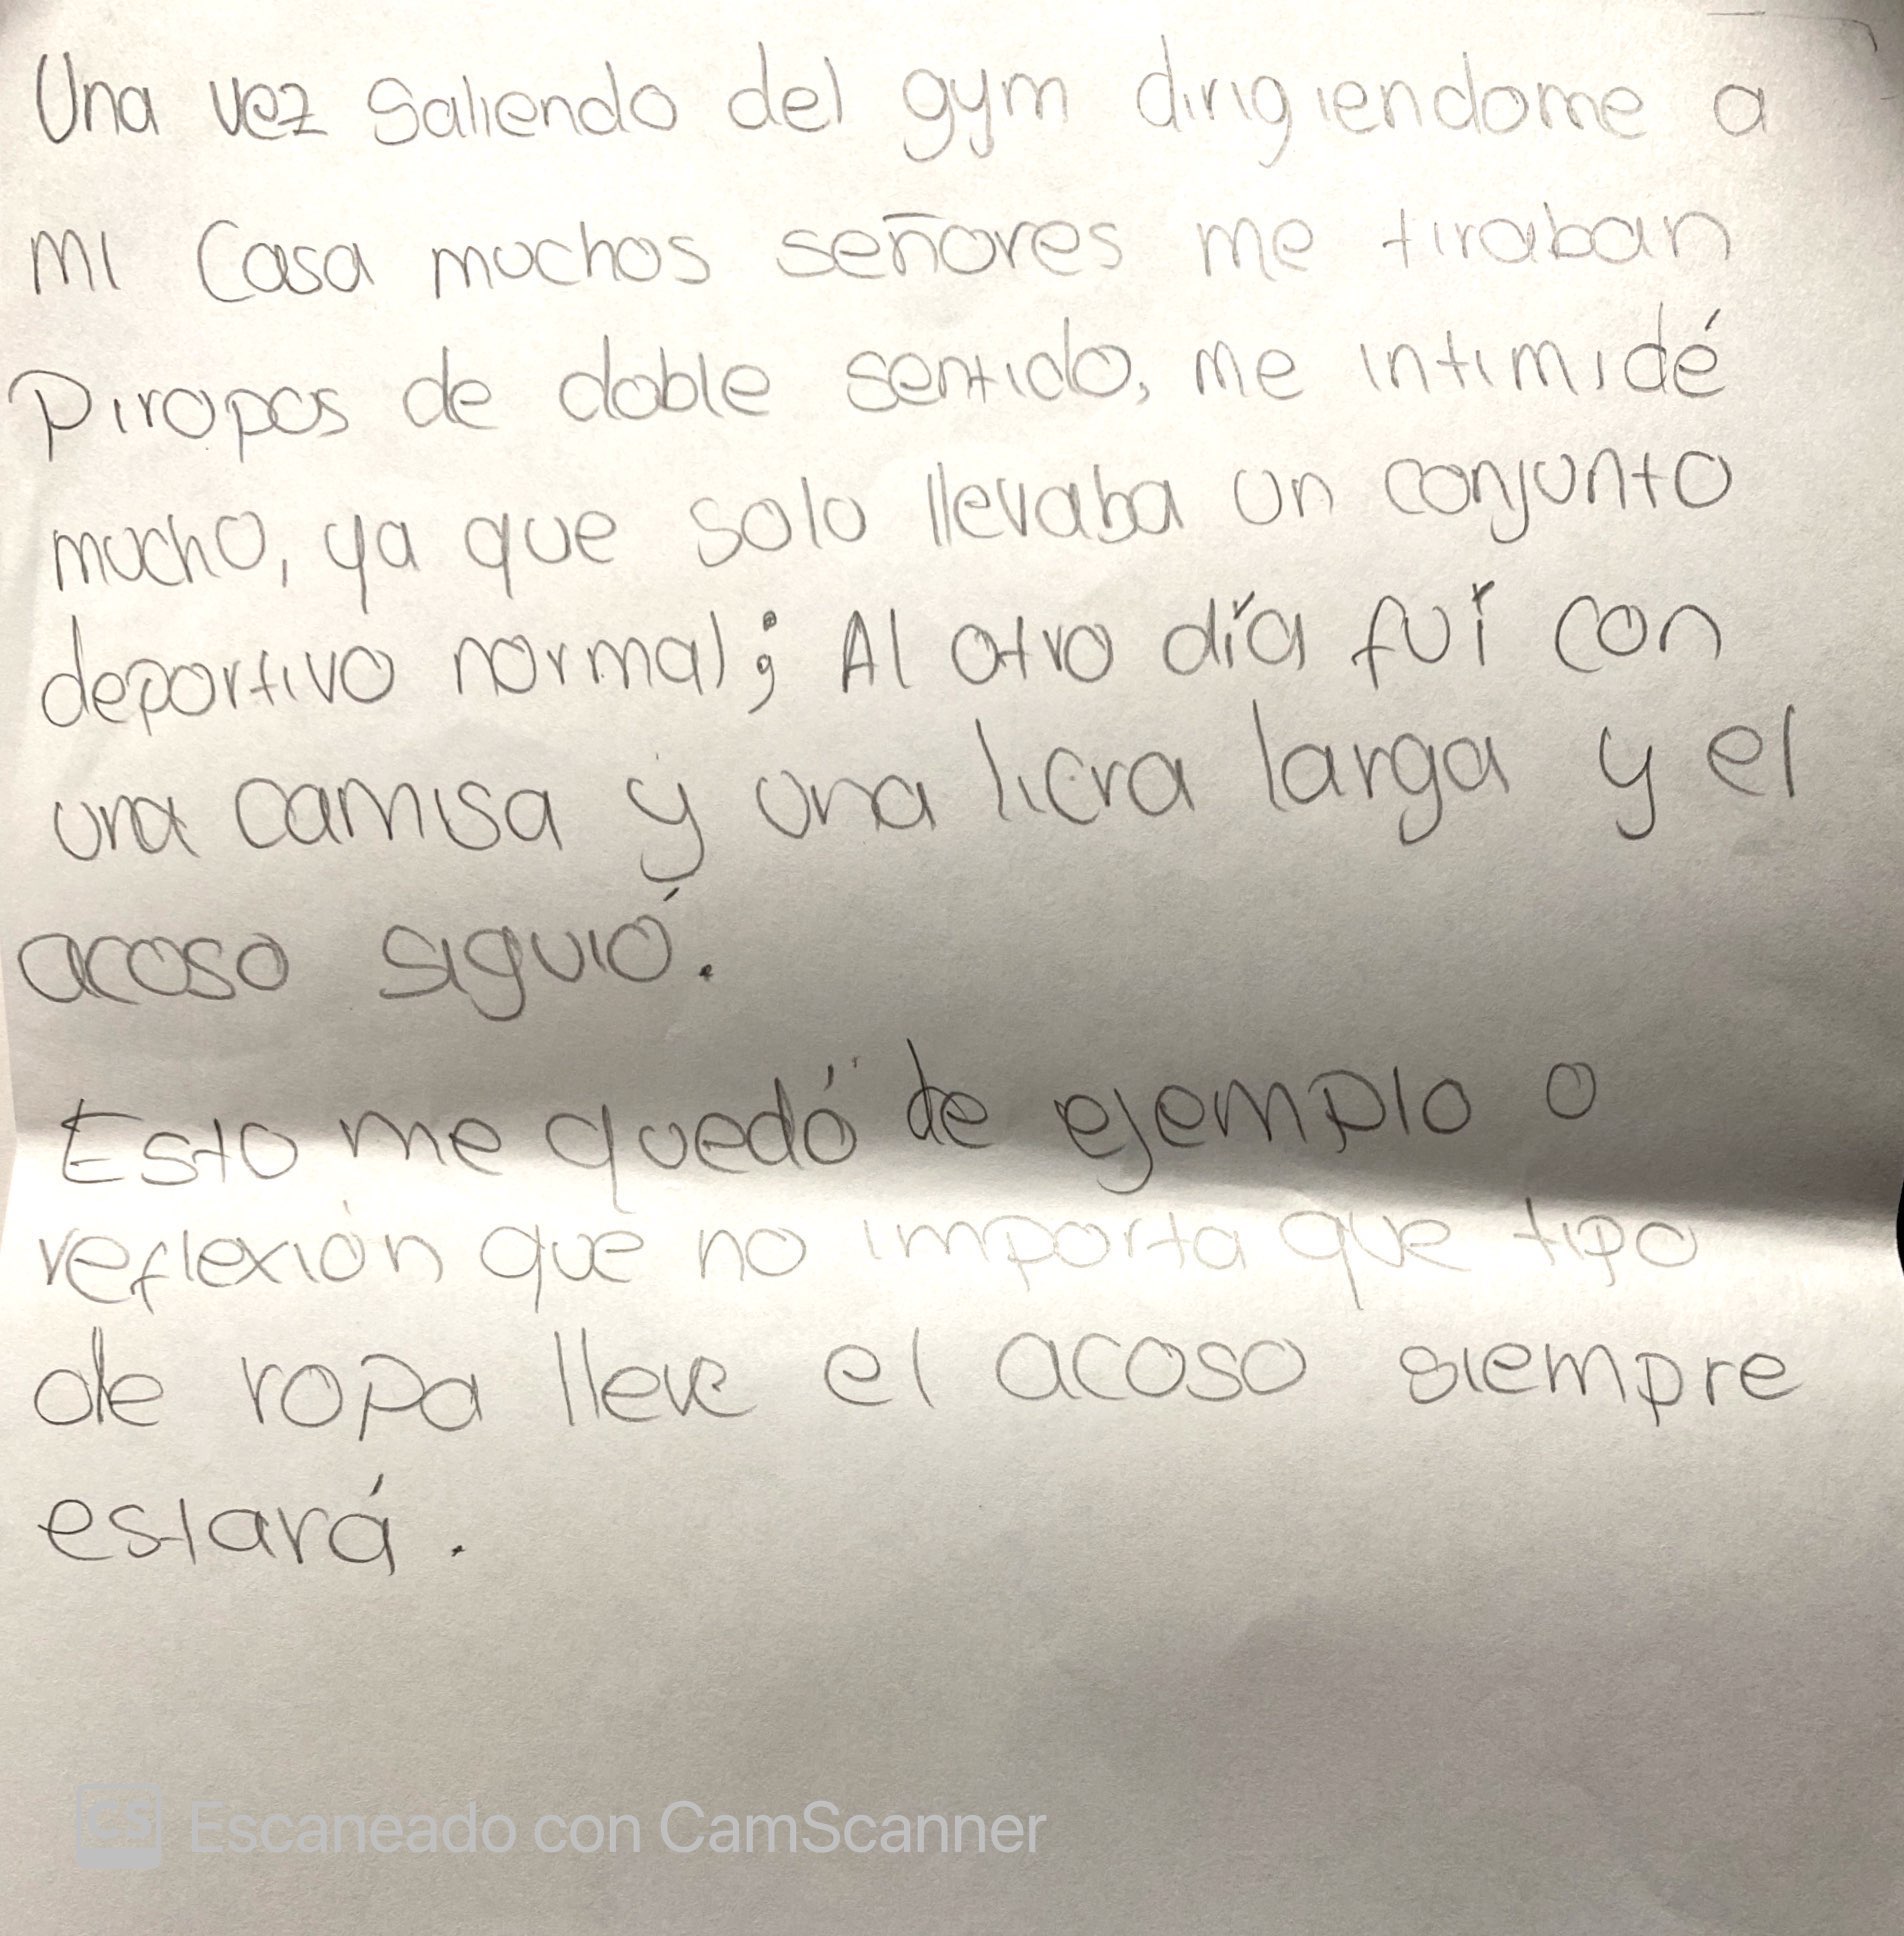 Una vez saliendo del gym dirigiendome a
mi Casa muchos señores me tiraban
Piropos de doble sentido, me intimidé
mucho, ya que solo llevaba un conjunto
deportivo normal; Al otro día fuí con
una camisa y una licra larga y el
acoso siguió.
Esto me quedó de ejemplo o
reflexión que no importa que tipo
de ropa lleve el acoso siempre
estará.
CS Escaneado con CamScanner